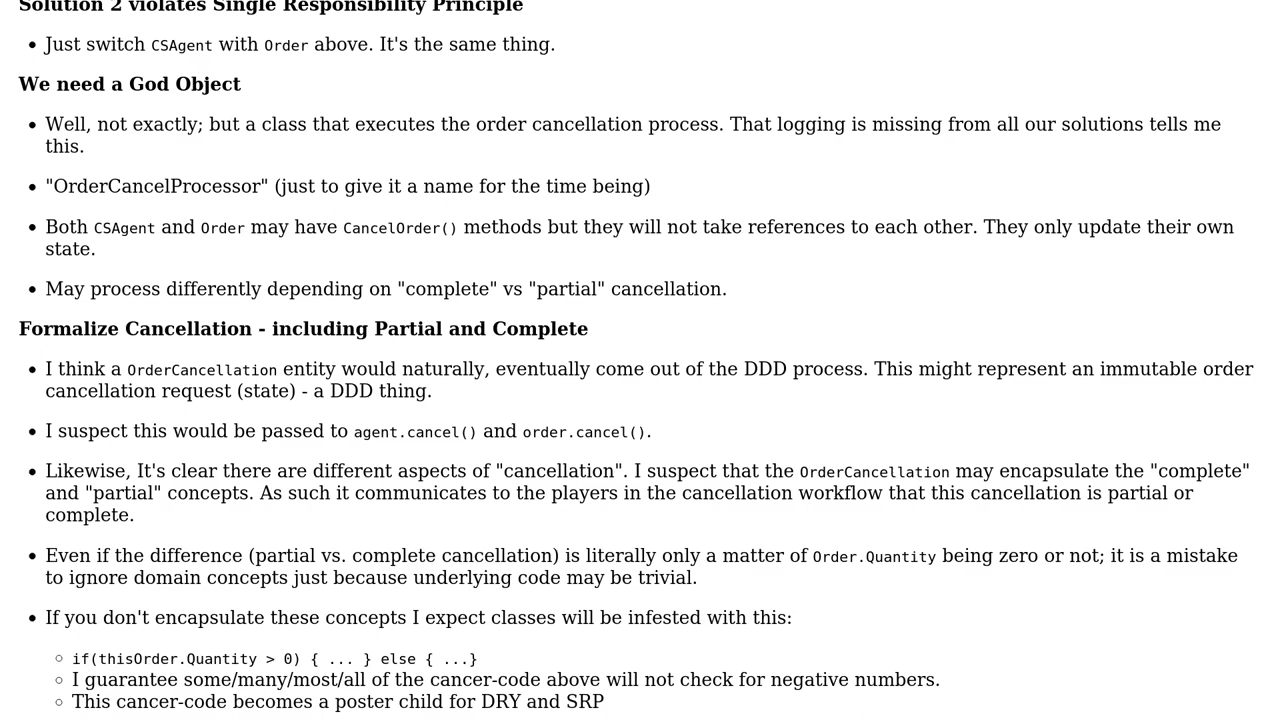 Solution 2 violates Single Responsibility Principle
• Just switch CSAgent with Order above. It's the same thing.
We need a God Object
• Well, not exactly; but a class that executes the order cancellation process. That logging is missing from all our solutions tells me
this.
• "OrderCancelProcessor" (just to give it a name for the time being)
• Both CSAgent and Order may have CancelOrder() methods but they will not take references to each other. They only update their own
state.
• May process differently depending on "complete" vs "partial" cancellation.
Formalize Cancellation - including Partial and Complete
• I think a OrderCancellation entity would naturally, eventually come out of the DDD process. This might represent an immutable order
cancellation request (state) - a DDD thing.
• I suspect this would be passed to agent.cancel() and order.cancel().
• Likewise, It's clear there are different aspects of "cancellation". I suspect that the OrderCancellation may encapsulate the "complete"
and "partial" concepts. As such it communicates to the players in the cancellation workflow that this cancellation is partial or
complete.
• Even if the difference (partial vs. complete cancellation) is literally only a matter of Order.Quantity being zero or not; it is a mistake
to ignore domain concepts just because underlying code may be trivial.
• If you don't encapsulate these concepts I expect classes will be infested with this:
◦ if(thisOrder.Quantity > 0) { ... } else { ...}
◦ I guarantee some/many/most/all of the cancer-code above will not check for negative numbers.
◦ This cancer-code becomes a poster child for DRY and SRP